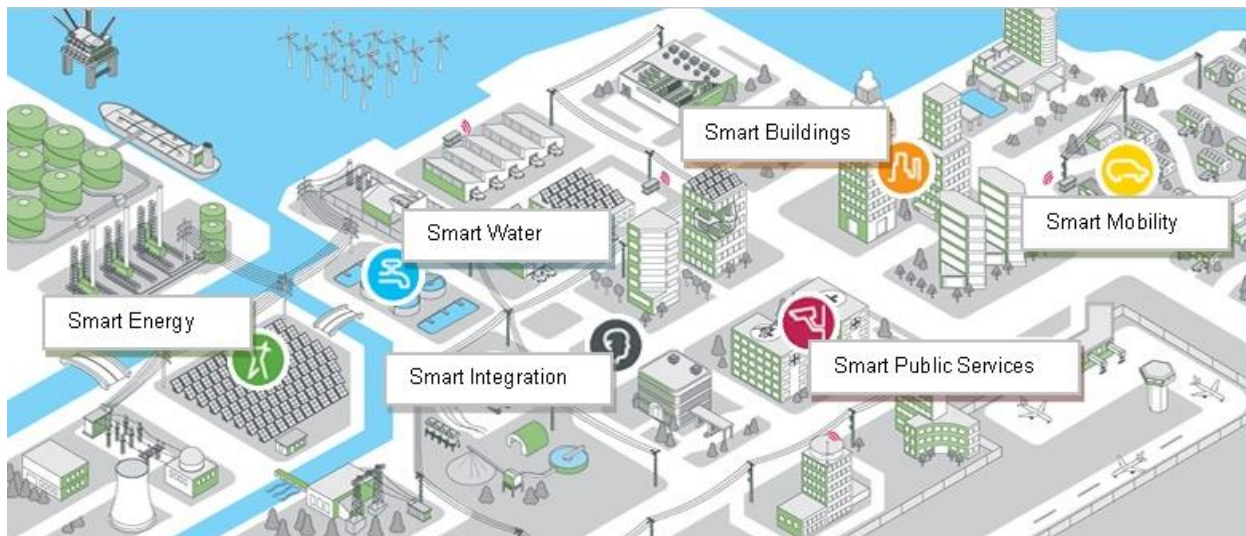 Smart Buildings
Smart Mobility
Smart Water
Smart Energy
Smart Integration
Smart Public Services